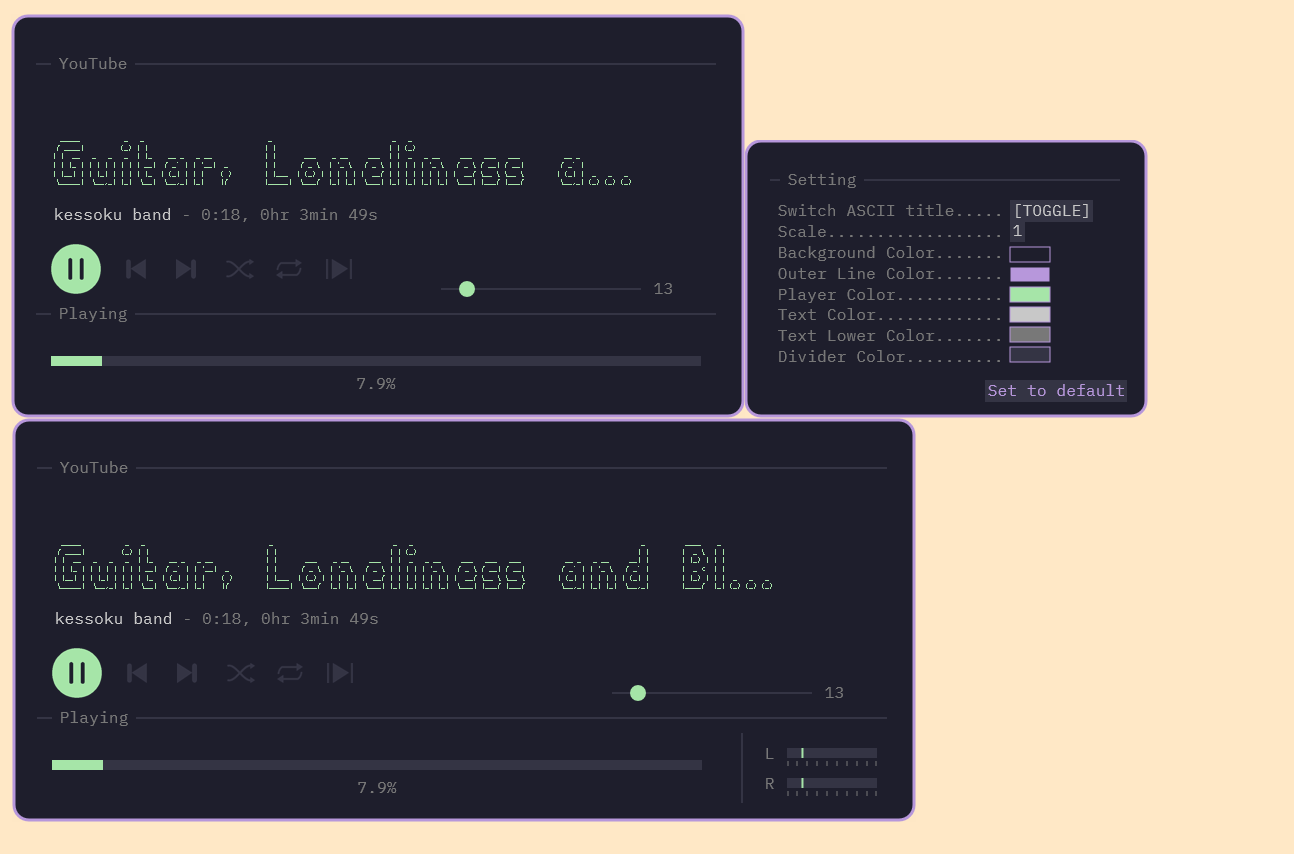 YouTube
Guitar, Loneliness a...
kessoku band - 0:18, 0hr 3min 49s
13
Playing
7.9%
Setting
Switch ASCII title..... [TOGGLE]
Scale.................. 1
Background Color.......
Outer Line Color.......
Player Color...........
Text Color.............
Text Lower Color.......
Divider Color..........
Set to default
YouTube
Guitar, Loneliness and Bl...
kessoku band - 0:18, 0hr 3min 49s
13
Playing
7.9%
L
R